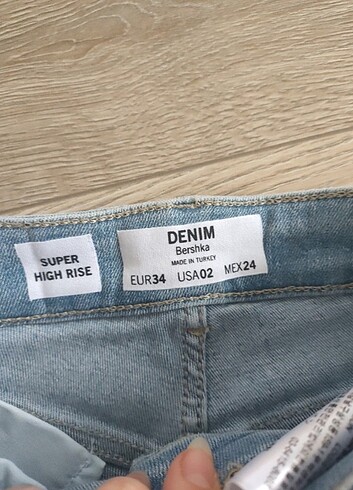 SUPER
HIGH RISE
DENIM
Bershka
MADE IN TURKEY
EUR34 USA02 MEX24